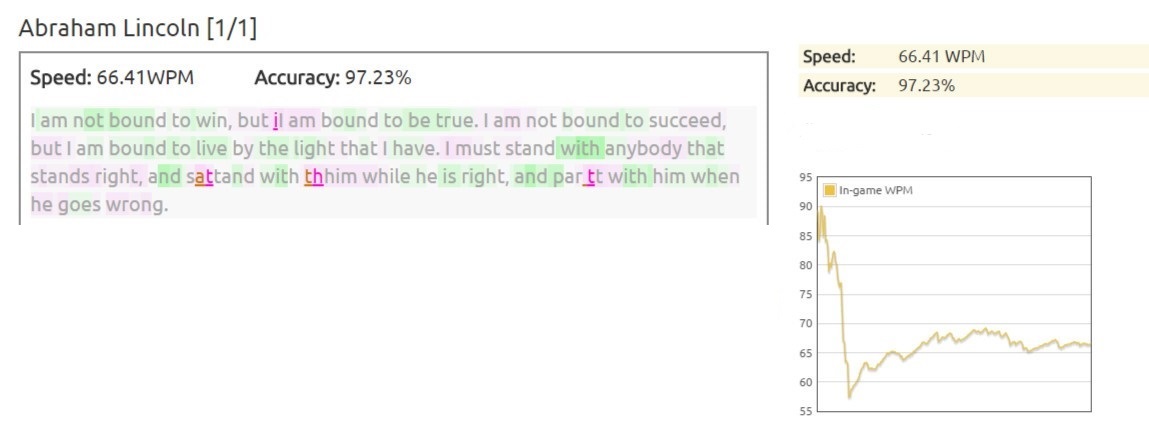 Abraham Lincoln [1/1]
Speed: 66.41WPM Accuracy: 97.23%
I am not bound to win, but iI am bound to be true. I am not bound to succeed,
but I am bound to live by the light that I have. I must stand with anybody that
stands right, and sattand with thhim while he is right, and par tt with him when
he goes wrong.
Speed: 66.41 WPM
Accuracy: 97.23%
In-game WPM
95
90
85
80
75
70
65
60
55